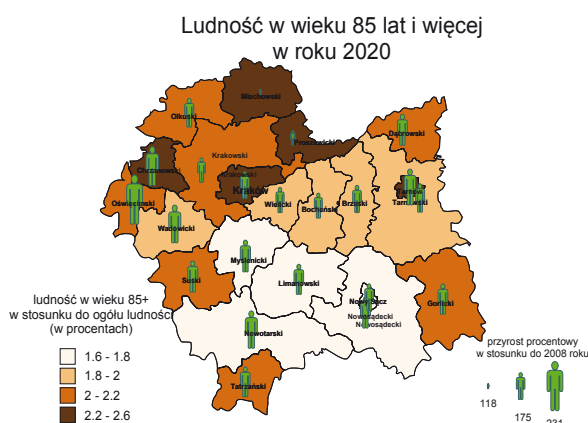 Ludność w wieku 85 lat i więcej
w roku 2020
Miechowski
Olkuski
Proszowicki
Dąbrowski
Krakowski
Chrzanowski
Krakowski
Kraków
Oświęcimski
Wielicki
Bocheński
Brzeski
Tarnów
Tarnowski
Wadowicki
Myślenicki
Suski
Limanowski
Nowy Sącz
Gorlicki
Nowosądecki
Nowosądecki
Nowotarski
Tatrzański
ludność w wieku 85+
w stosunku do ogółu ludności
(w procentach)
1.6 - 1.8
1.8 - 2
2 - 2.2
2.2 - 2.6
przyrost procentowy
w stosunku do 2008 roku
118
175
231